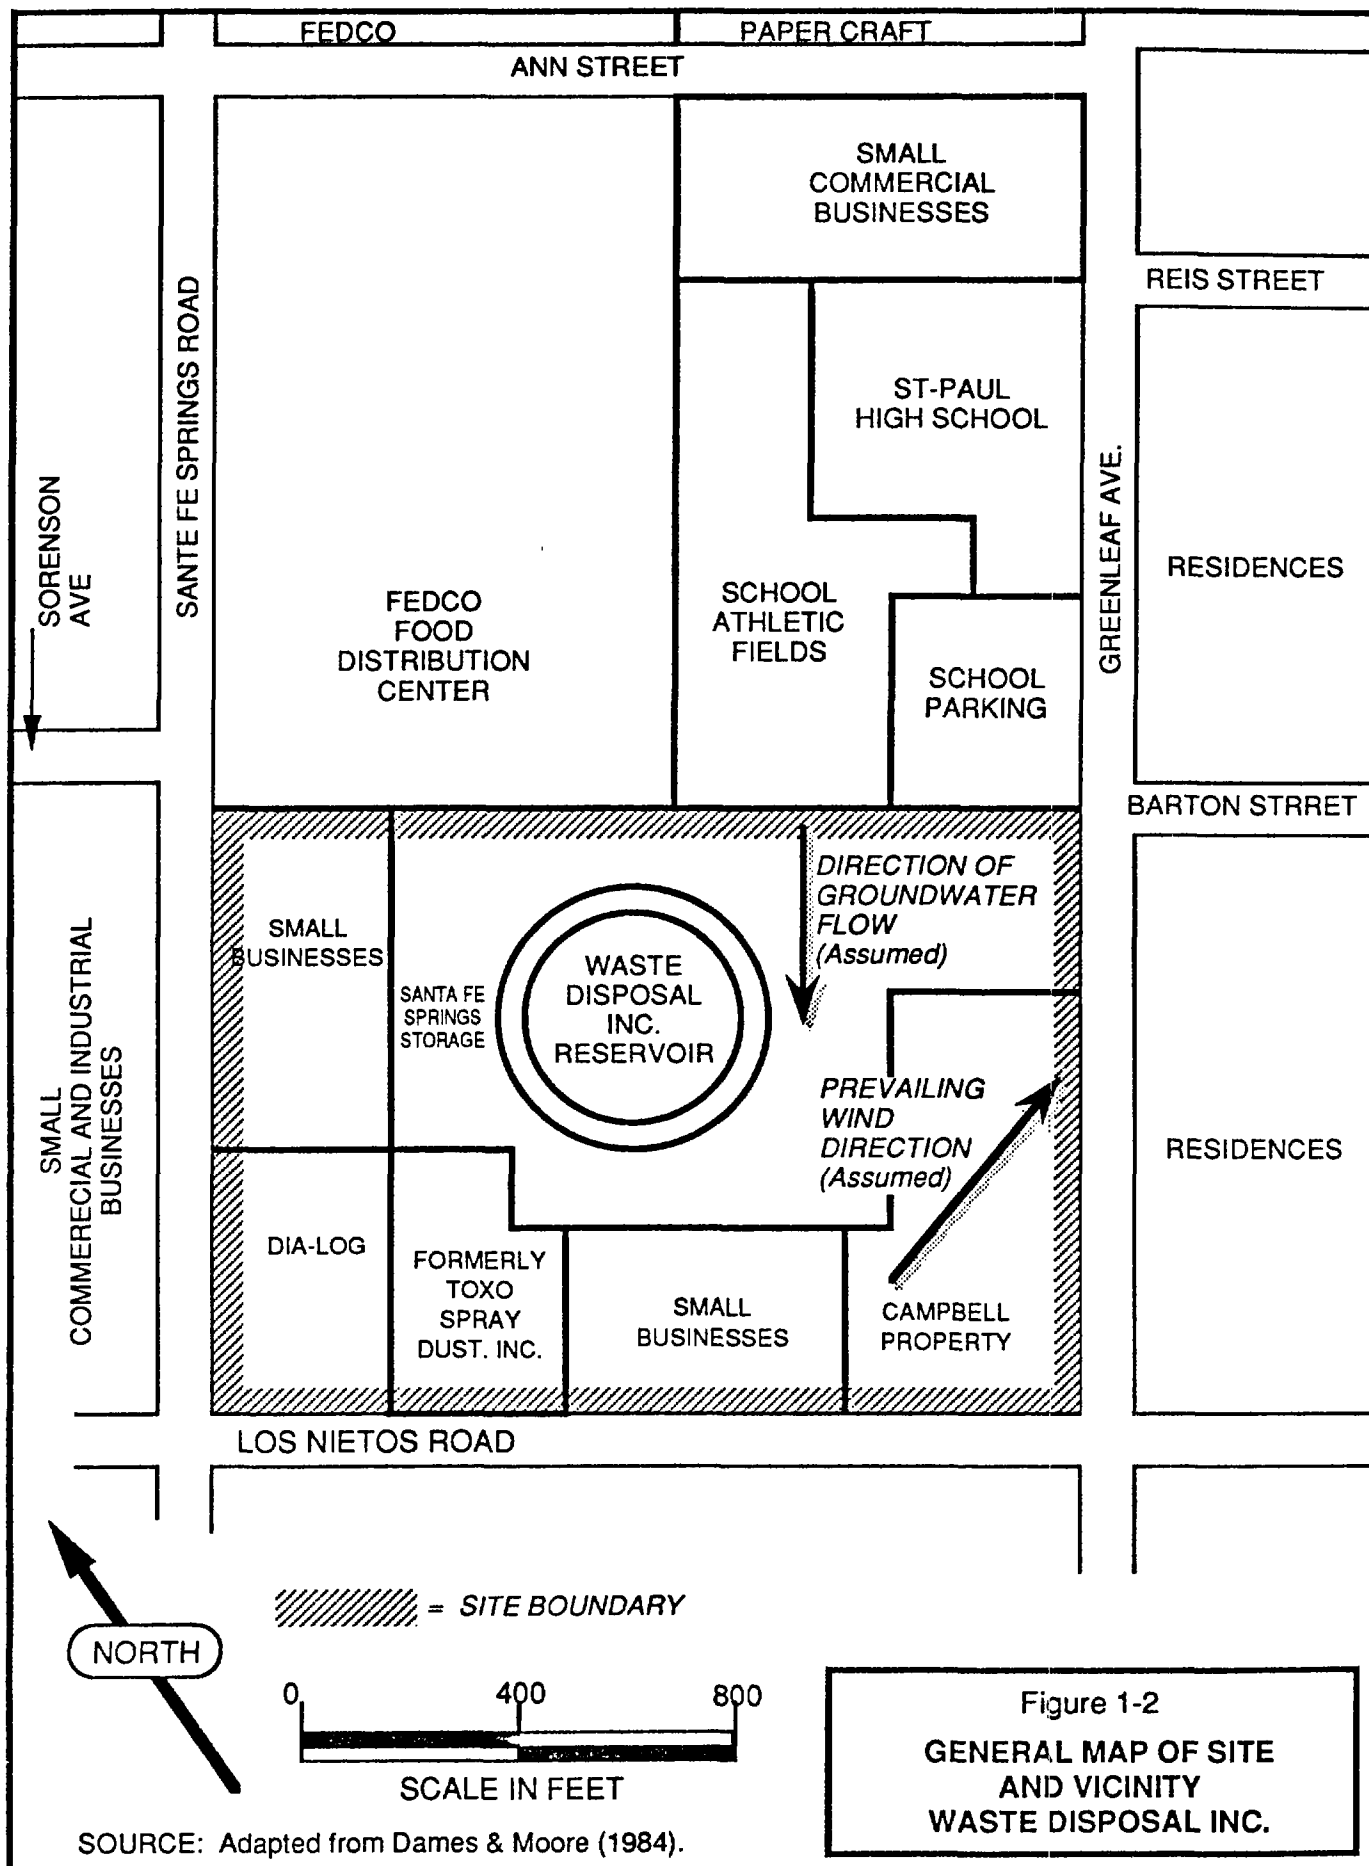 FEDCO
PAPER CRAFT
ANN STREET
SMALL
COMMERCIAL
BUSINESSES
REIS STREET
SANTE FE SPRINGS ROAD
ST-PAUL
HIGH SCHOOL
GREENLEAF AVE.
SORENSON
AVE
RESIDENCES
FEDCO
FOOD
DISTRIBUTION
CENTER
SCHOOL
ATHLETIC
FIELDS
SCHOOL
PARKING
BARTON STRRET
DIRECTION OF
GROUNDWATER
FLOW
(Assumed)
SMALL
BUSINESSES
SANTA FE
SPRINGS
STORAGE
WASTE
DISPOSAL
INC.
RESERVOIR
SMALL
COMMERECIAL AND INDUSTRIAL
BUSINESSES
PREVAILING
WIND
DIRECTION
(Assumed)
RESIDENCES
DIA-LOG
FORMERLY
TOXO
SPRAY
DUST. INC.
SMALL
BUSINESSES
CAMPBELL
PROPERTY
LOS NIETOS ROAD
= SITE BOUNDARY
NORTH
0 400 800
SCALE IN FEET
SOURCE: Adapted from Dames & Moore (1984).
Figure 1-2
GENERAL MAP OF SITE
AND VICINITY
WASTE DISPOSAL INC.